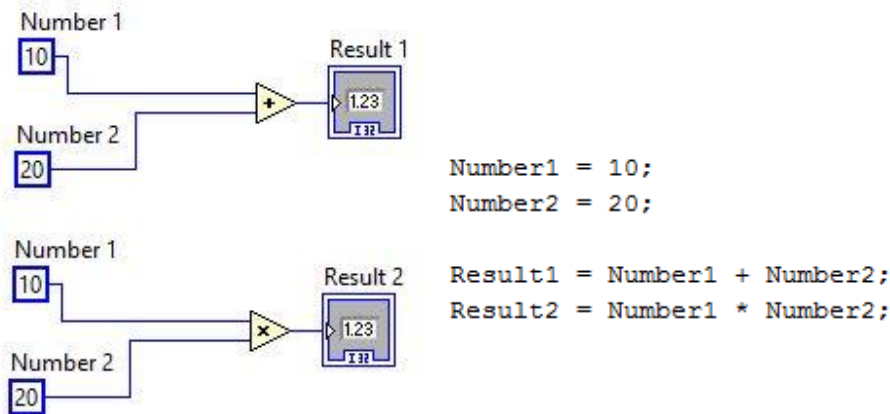 Number 1
10
Result 1
+
1.23
I32
Number 2
20
Number 1
10
Result 2
x
1.23
I32
Number 2
20
Number1 = 10;
Number2 = 20;
Result1 = Number1 + Number2;
Result2 = Number1 * Number2;